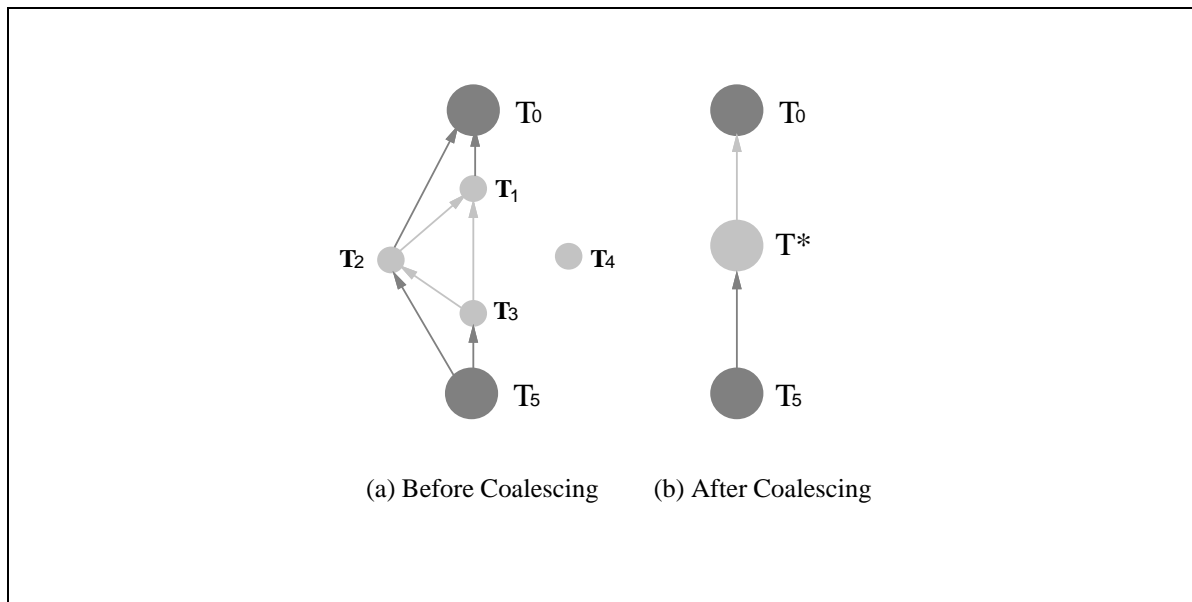 T0
T1
T2
T4
T3
T5
T0
T*
T5
(a) Before Coalescing
(b) After Coalescing